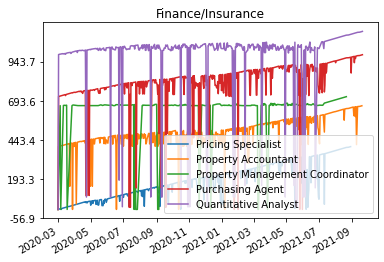 Finance/Insurance
943.7
693.6
443.4
193.3
-56.9
Pricing Specialist
Property Accountant
Property Management Coordinator
Purchasing Agent
Quantitative Analyst
2020-03
2020-05
2020-07
2020-09
2020-11
2021-01
2021-03
2021-05
2021-07
2021-09